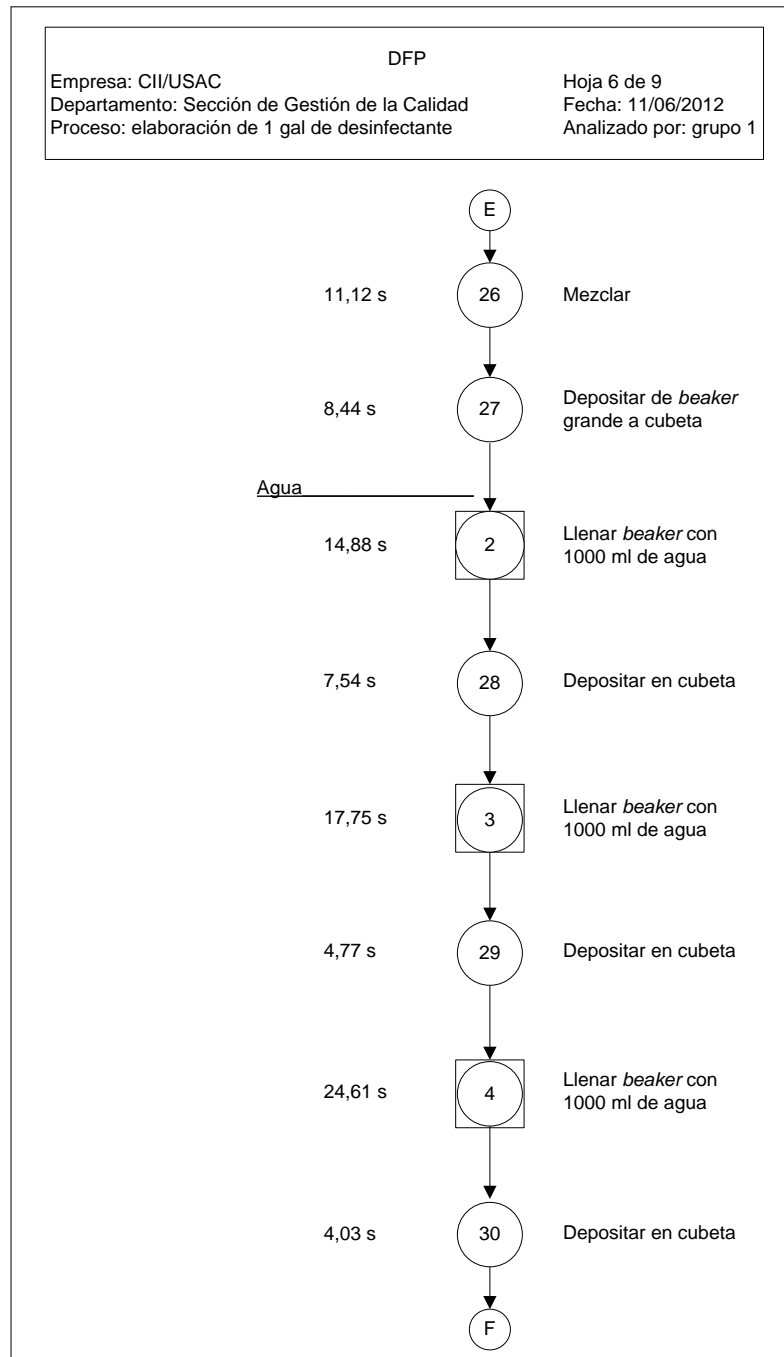 DFP
Empresa: CII/USAC
Hoja 6 de 9
Departamento: Sección de Gestión de la Calidad
Fecha: 11/06/2012
Proceso: elaboración de 1 gal de desinfectante
Analizado por: grupo 1
E
11,12 s
26
Mezclar
8,44 s
27
Depositar de beaker
grande a cubeta
Agua
14,88 s
2
Llenar beaker con
1000 ml de agua
7,54 s
28
Depositar en cubeta
17,75 s
3
Llenar beaker con
1000 ml de agua
4,77 s
29
Depositar en cubeta
24,61 s
4
Llenar beaker con
1000 ml de agua
4,03 s
30
Depositar en cubeta
F